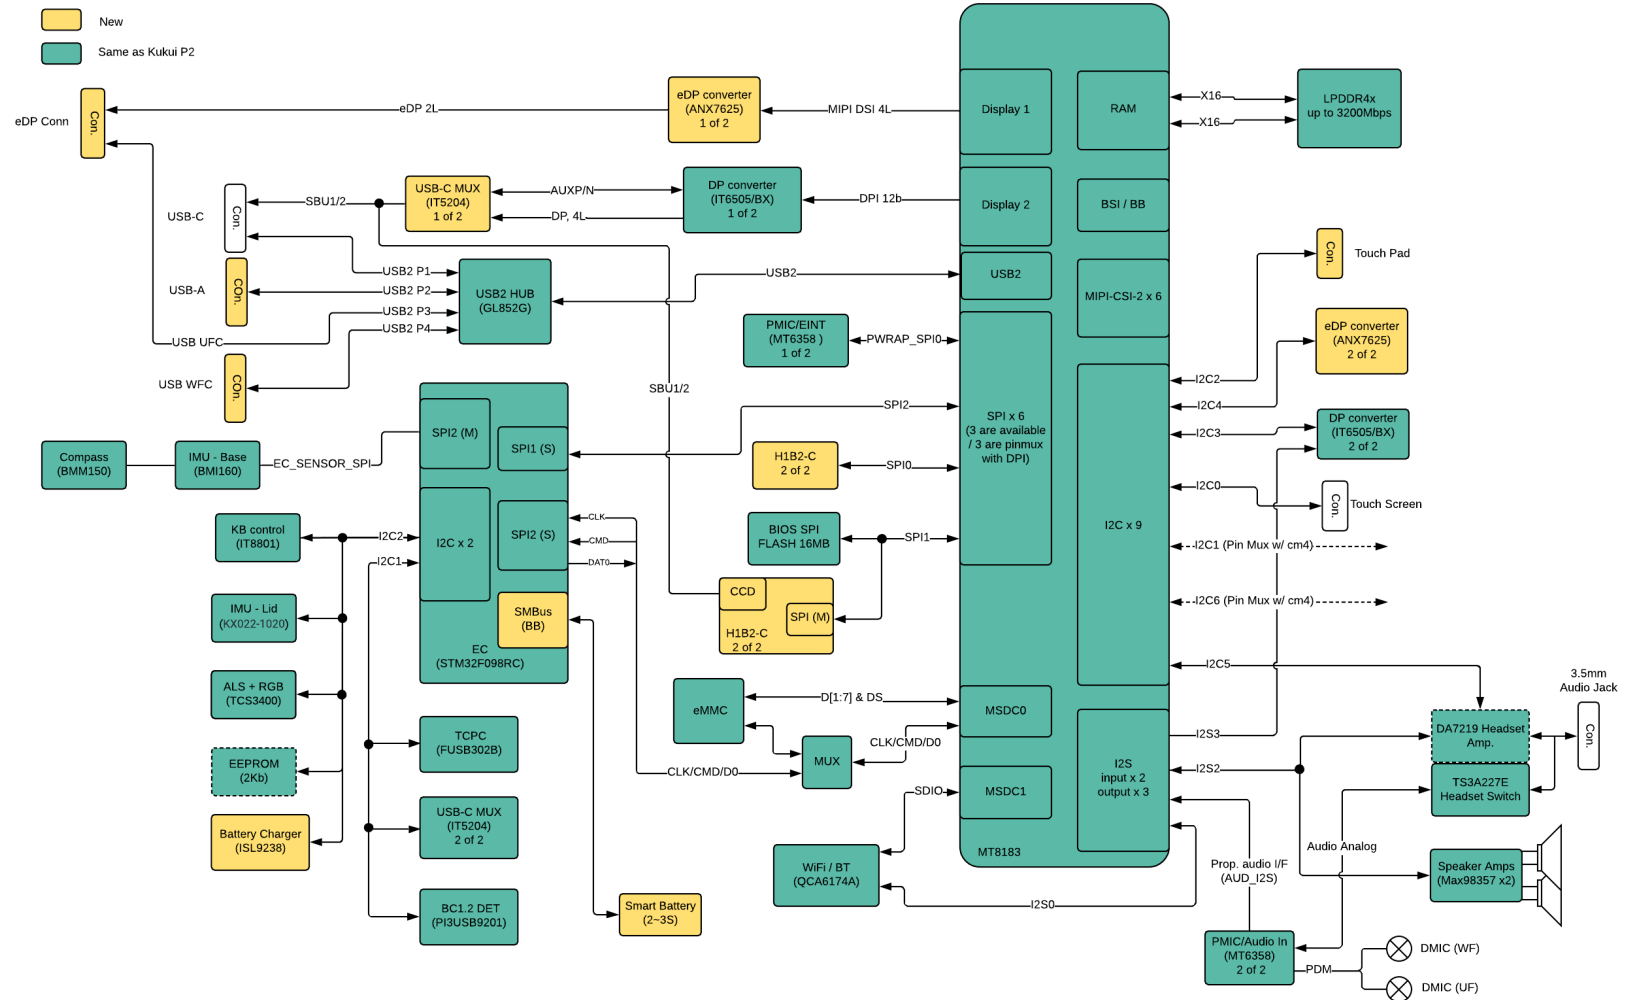 New
Same as Kukui P2
eDP Conn
Con.
eDP 2L
eDP converter
(ANX7625)
1 of 2
MIPI DSI 4L
Display 1
RAM
X16
X16
LPDDR4x
up to 3200Mbps
USB-C
Con.
SBU1/2
USB-C MUX
(IT5204)
1 of 2
AUXP/N
DP, 4L
DP converter
(IT6505/BX)
1 of 2
DPI 12b
Display 2
BSI / BB
USB-A
COn.
USB2 P1
USB2 P2
USB2 P3
USB2 P4
USB2 HUB
(GL852G)
USB2
USB2
MIPI-CSI-2 x 6
Con.
Touch Pad
USB UFC
USB WFC
COn.
PMIC/EINT
(MT6358 )
1 of 2
PWRAP_SPI0
eDP converter
(ANX7625)
2 of 2
SBU1/2
I2C2
I2C4
SPI2 (M)
SPI1 (S)
SPI2
SPI x 6
(3 are available
/ 3 are pinmux
with DPI)
I2C3
DP converter
(IT6505/BX)
2 of 2
Compass
(BMM150)
IMU - Base
(BMI160)
EC_SENSOR_SPI
H1B2-C
2 of 2
SPI0
I2C0
Con.
Touch Screen
KB control
(IT8801)
I2C2
I2C1
I2C x 2
SPI2 (S)
CLK
CMD
DAT0
BIOS SPI
FLASH 16MB
SPI1
I2C x 9
I2C1 (Pin Mux w/ cm4)
IMU - Lid
(KX022-1020)
SMBus
(BB)
EC
(STM32F098RC)
CCD
SPI (M)
H1B2-C
2 of 2
I2C6 (Pin Mux w/ cm4)
ALS + RGB
(TCS3400)
I2C5
eMMC
D[1:7] & DS
MSDC0
3.5mm
Audio Jack
Con.
EEPROM
(2Kb)
TCPC
(FUSB302B)
CLK/CMD/D0
MUX
CLK/CMD/D0
I2S
input x 2
output x 3
I2S3
I2S2
DA7219 Headset
Amp.
TS3A227E
Headset Switch
SDIO
MSDC1
Battery Charger
(ISL9238)
USB-C MUX
(IT5204)
2 of 2
MT8183
WiFi / BT
(QCA6174A)
Prop. audio I/F
(AUD_I2S)
Audio Analog
Speaker Amps
(Max98357 x2)
BC1.2 DET
(PI3USB9201)
Smart Battery
(2~3S)
I2S0
PMIC/Audio In
(MT6358)
2 of 2
PDM
DMIC (WF)
DMIC (UF)